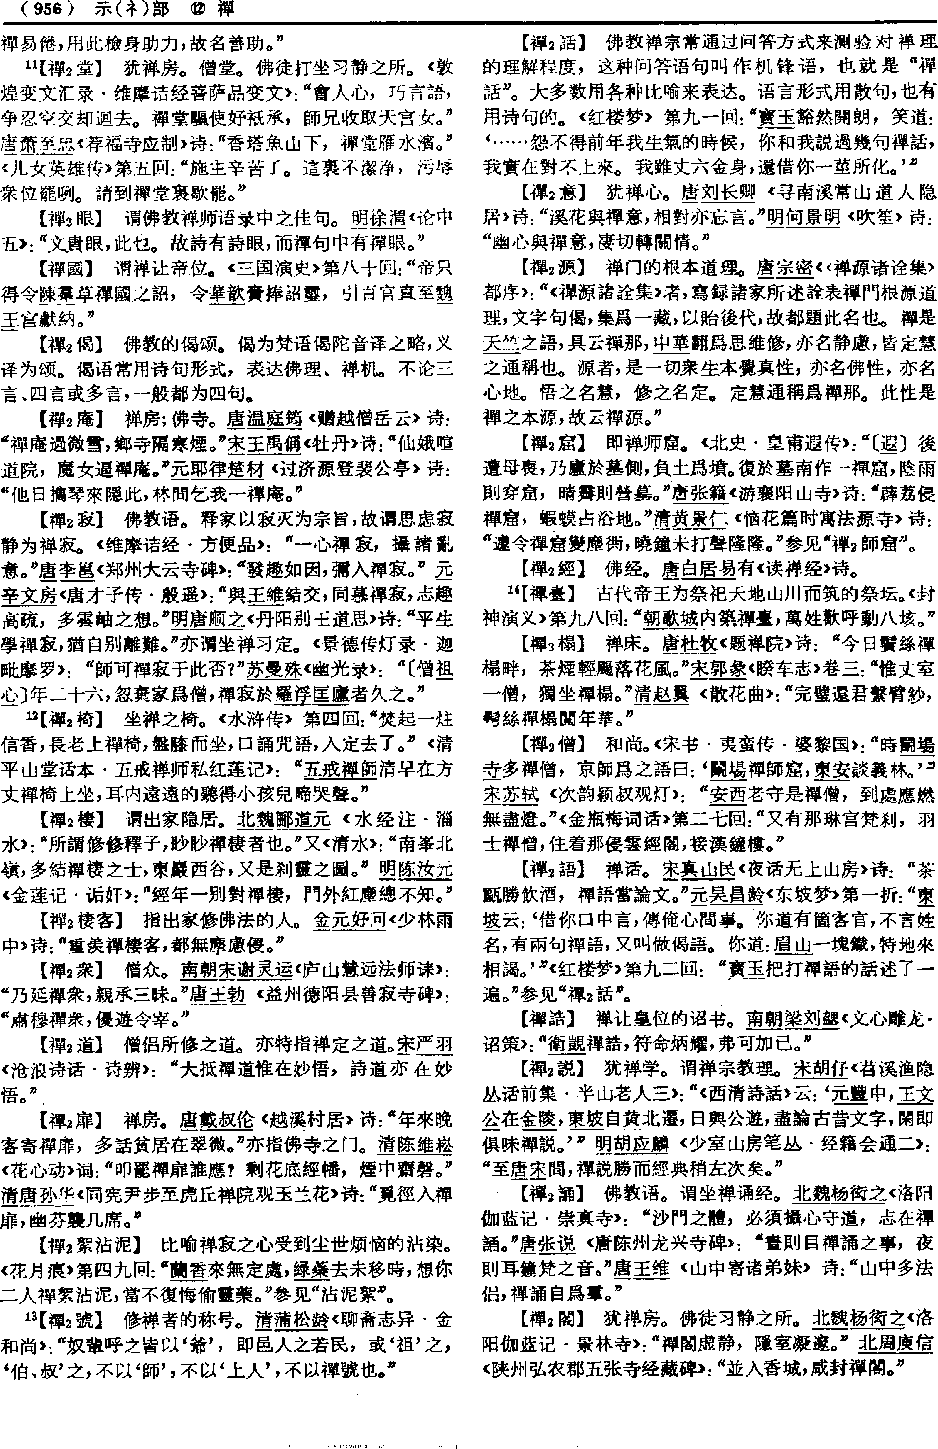 （956） 示(礻)部 ⑫ 禪
禪易倦，用此檢身助力，故名善助。”
11【禪₂堂】 犹禅房。僧堂。佛徒打坐习静之所。《敦
煌变文汇录·维摩诘经菩萨品变文》：“會人心，巧言語，
争忍空交却迴去。禪堂驅使好祇承，師兄收取天宫女。”
唐萧至忠《荐福寺应制》诗：“香塔魚山下，禪堂雁水濱。”
《儿女英雄传》第五回：“施主辛苦了。這裏不潔净，污辱
衆位罷咧。請到禪堂裏歇罷。”
【禪₂眼】 谓佛教禅师语录中之佳句。明徐渭《论中
五》：“文貴眼，此也。故詩有詩眼，而禪句中有禪眼。”
【禪國】 谓禅让帝位。《三国演史》第八十回：“帝只
得令陳羣草禪國之詔，令華歆賫捧詔璽，引百官直至魏
王宫獻納。”
【禪₂偈】 佛教的偈颂。偈为梵语偈陀音译之略，义
译为颂。偈语常用诗句形式，表达佛理、禅机。不论三
言、四言或多言，一般都为四句。
【禪₂庵】 禅房；佛寺。唐温庭筠《赠越僧岳云》诗：
“禪庵過微雪，鄉寺隔寒煙。”宋王禹偁《牡丹》诗：“仙娥喧
道院，魔女逼禪庵。”元耶律楚材《过济源登裴公亭》诗：
“他日攜琴來隱此，林間乞我一禪庵。”
【禪₂寂】 佛教语。释家以寂灭为宗旨，故谓思虑寂
静为禅寂。《维摩诘经·方便品》：“一心禪寂，攝諸亂
意。”唐李邕《郑州大云寺碑》：“發趣如因，彌入禪寂。”元
辛文房《唐才子传·殷遥》：“與王維結交，同慕禪寂，志趣
高疏，多雲岫之想。”明唐顺之《丹阳别王道思》诗：“平生
學禪寂，猶自别離難。”亦谓坐禅习定。《景德传灯录·迦
毗摩罗》：“師可禪寂于此否？”苏曼殊《幽光录》：“〔僧祖
心〕年二十六，忽棄家爲僧，禪寂於羅浮匡廬者久之。”
12【禪₂椅】 坐禅之椅。《水浒传》第四回：“焚起一炷
信香，長老上禪椅，盤膝而坐，口誦咒語，入定去了。”《清
平山堂话本·五戒禅师私红莲记》：“五戒禪師清早在方
丈禪椅上坐，耳内遠遠的聽得小孩兒啼哭聲。”
【禪₂棲】 谓出家隐居。北魏郦道元《水经注·淄
水》：“所謂修修釋子，眇眇禪棲者也。”又《清水》：“南峯北
嶺，多結禪棲之士，東巖西谷，又是刹靈之圖。”明陈汝元
《金莲记·诟奸》：“經年一别對禪棲，門外紅塵總不知。”
【禪₂棲客】 指出家修佛法的人。金元好问《少林雨
中》诗：“重羡禪棲客，都無塵慮侵。”
【禪₂衆】 僧众。南朝宋谢灵运《庐山慧远法师诔》：
“乃延禪衆，親承三昧。”唐王勃《益州德阳县善寂寺碑》：
“肅穆禪衆，優遊令宰。”
【禪₂道】 僧侣所修之道。亦特指禅定之道。宋严羽
《沧浪诗话·诗辨》：“大抵禪道惟在妙悟，詩道亦在妙
悟。”
【禪₂扉】 禅房。唐戴叔伦《越溪村居》诗：“年來晚
客寄禪扉，多話貧居在翠微。”亦指佛寺之门。清陈维崧
《花心动》词：“叩罷禪扉誰應？剩花底經幡，煙中齋磬。”
清唐孙华《同宪尹步至虎丘禅院观玉兰花》诗：“覓徑入禪
扉，幽芬襲几席。”
【禪₂絮沾泥】 比喻禅寂之心受到尘世烦恼的沾染。
《花月痕》第四九回：“蘭香來無定處，緑蕚去未移時，想你
二人禪絮沾泥，當不復悔偷靈藥。”参见“沾泥絮”。
13【禪₂號】 修禅者的称号。清蒲松龄《聊斋志异·金
和尚》：“奴輩呼之皆以‘爺’，即邑人之若民，或‘祖’之，
‘伯、叔’之，不以‘師’，不以‘上人’，不以禪號也。”
【禪₂話】 佛教禅宗常通过问答方式来测验对禅理
的理解程度，这种问答语句叫作机锋语，也就是“禪
話”。大多数用各种比喻来表达。语言形式用散句，也有
用诗句的。《红楼梦》第九一回：“寶玉豁然開朗，笑道：
‘……怨不得前年我生氣的時候，你和我説過幾句禪話，
我實在對不上來。我雖丈六金身，還借你一莖所化。’”
【禪₂意】 犹禅心。唐刘长卿《寻南溪常山道人隐
居》诗：“溪花與禪意，相對亦忘言。”明何景明《吹笙》诗：
“幽心與禪意，凄切轉關情。”
【禪₂源】 禅门的根本道理。唐宗密《〈禅源诸诠集〉
都序》：“《禪源諸詮集》者，寫録諸家所述詮表禪門根源道
理，文字句偈，集爲一藏，以貽後代，故都題此名也。禪是
天竺之語，具云禪那，中華翻爲思惟修，亦名静慮，皆定慧
之通稱也。源者，是一切衆生本覺真性，亦名佛性，亦名
心地。悟之名慧，修之名定。定慧通稱爲禪那。此性是
禪之本源，故云禪源。”
【禪₂窟】 即禅师窟。《北史·皇甫遐传》：“〔遐〕後
遭母喪，乃廬於墓側，負土爲墳。復於墓南作一禪窟，陰雨
則穿窟，晴霽則營墓。”唐张籍《游襄阳山寺》诗：“薜荔侵
禪窟，蝦蟆占浴池。”清黄景仁《恼花篇时寓法源寺》诗：
“遽令禪窟變塵衖，曉鐘未打聲隆隆。”参见“禪₂師窟”。
【禪₂經】 佛经。唐白居易有《读禅经》诗。
14【禪臺】 古代帝王为祭祀天地山川而筑的祭坛。《封
神演义》第九八回：“朝歌城内築禪臺，萬姓歡呼動八垓。”
【禪₂榻】 禅床。唐杜牧《题禅院》诗：“今日鬢絲禪
榻畔，茶煙輕颺落花風。”宋郭彖《睽车志》卷三：“惟丈室
一僧，獨坐禪榻。”清赵翼《散花曲》：“完璧還君繫臂紗，
鬢絲禪榻閲年華。”
【禪₂僧】 和尚。《宋书·夷蛮传·婆黎国》：“時鬭場
寺多禪僧，京師爲之語曰：‘鬭場禪師窟，東安談義林。’”
宋苏轼《次韵颖叔观灯》：“安西老守是禪僧，到處應燃
無盡燈。”《金瓶梅词话》第二七回：“又有那琳宫梵刹，羽
士禪僧，住着那侵雲經閣，接漢鐘樓。”
【禪₂語】 禅话。宋真山民《夜话无上山房》诗：“茶
甌勝飲酒，禪語當論文。”元吴昌龄《东坡梦》第一折：“東
坡云：‘借你口中言，傳俺心間事。你道有箇客官，不言姓
名，有兩句禪語，又叫做偈語。你道：眉山一塊鐵，特地來
相謁。’”《红楼梦》第九二回：“寶玉把打禪語的話述了一
遍。”参见“禪₂話”。
【禪誥】 禅让皇位的诏书。南朝梁刘勰《文心雕龙·
诏策》：“衛覬禪誥，符命炳耀，弗可加已。”
【禪₂説】 犹禅学。谓禅宗教理。宋胡仔《苕溪渔隐
丛话前集·半山老人三》：“《西清詩話》云：‘元豐中，王文
公在金陵，東坡自黄北遷，日與公遊，盡論古昔文字，閑即
俱味禪説。’”明胡应麟《少室山房笔丛·经籍会通二》：
“至唐宋間，禪説勝而經典稍左次矣。”
【禪₂誦】 佛教语。谓坐禅诵经。北魏杨衒之《洛阳
伽蓝记·崇真寺》：“沙門之體，必須攝心守道，志在禪
誦。”唐张说《唐陈州龙兴寺碑》：“晝則目禪誦之事，夜
則耳鐘梵之音。”唐王维《山中寄诸弟妹》诗：“山中多法
侣，禪誦自爲羣。”
【禪₂閣】 犹禅房。佛徒习静之所。北魏杨衒之《洛
阳伽蓝记·景林寺》：“禪閣虚静，隱室凝邃。”北周庾信
《陕州弘农郡五张寺经藏碑》：“並入香城，咸封禪閣。”